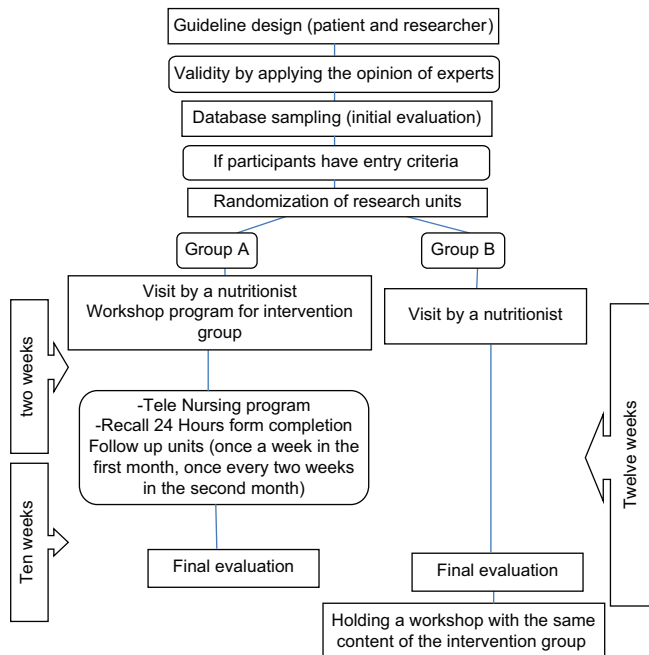 Guideline design (patient and researcher)
Validity by applying the opinion of experts
Database sampling (initial evaluation)
If participants have entry criteria
Randomization of research units
Group A
Group B
Visit by a nutritionist
Workshop program for intervention
group
Visit by a nutritionist
two weeks
-Tele Nursing program
-Recall 24 Hours form completion
Follow up units (once a week in the
first month, once every two weeks
in the second month)
Twelve weeks
Ten weeks
Final evaluation
Final evaluation
Holding a workshop with the same
content of the intervention group